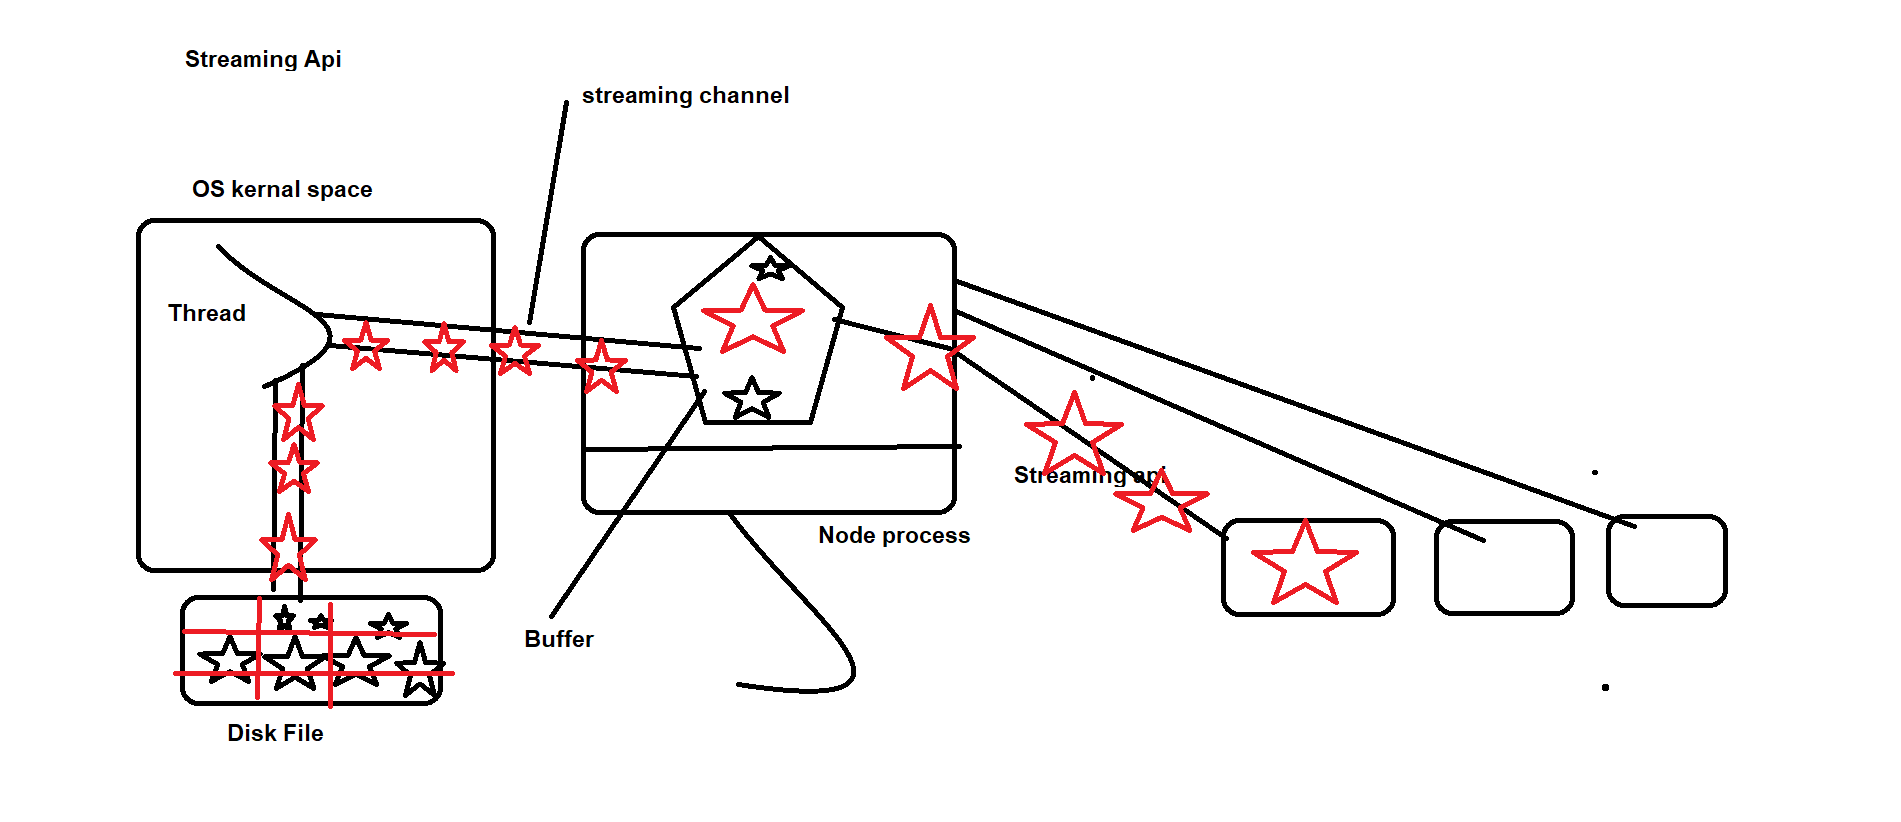 Streaming Api
streaming channel
OS kernal space
Thread
Streaming api
Node process
Buffer
Disk File